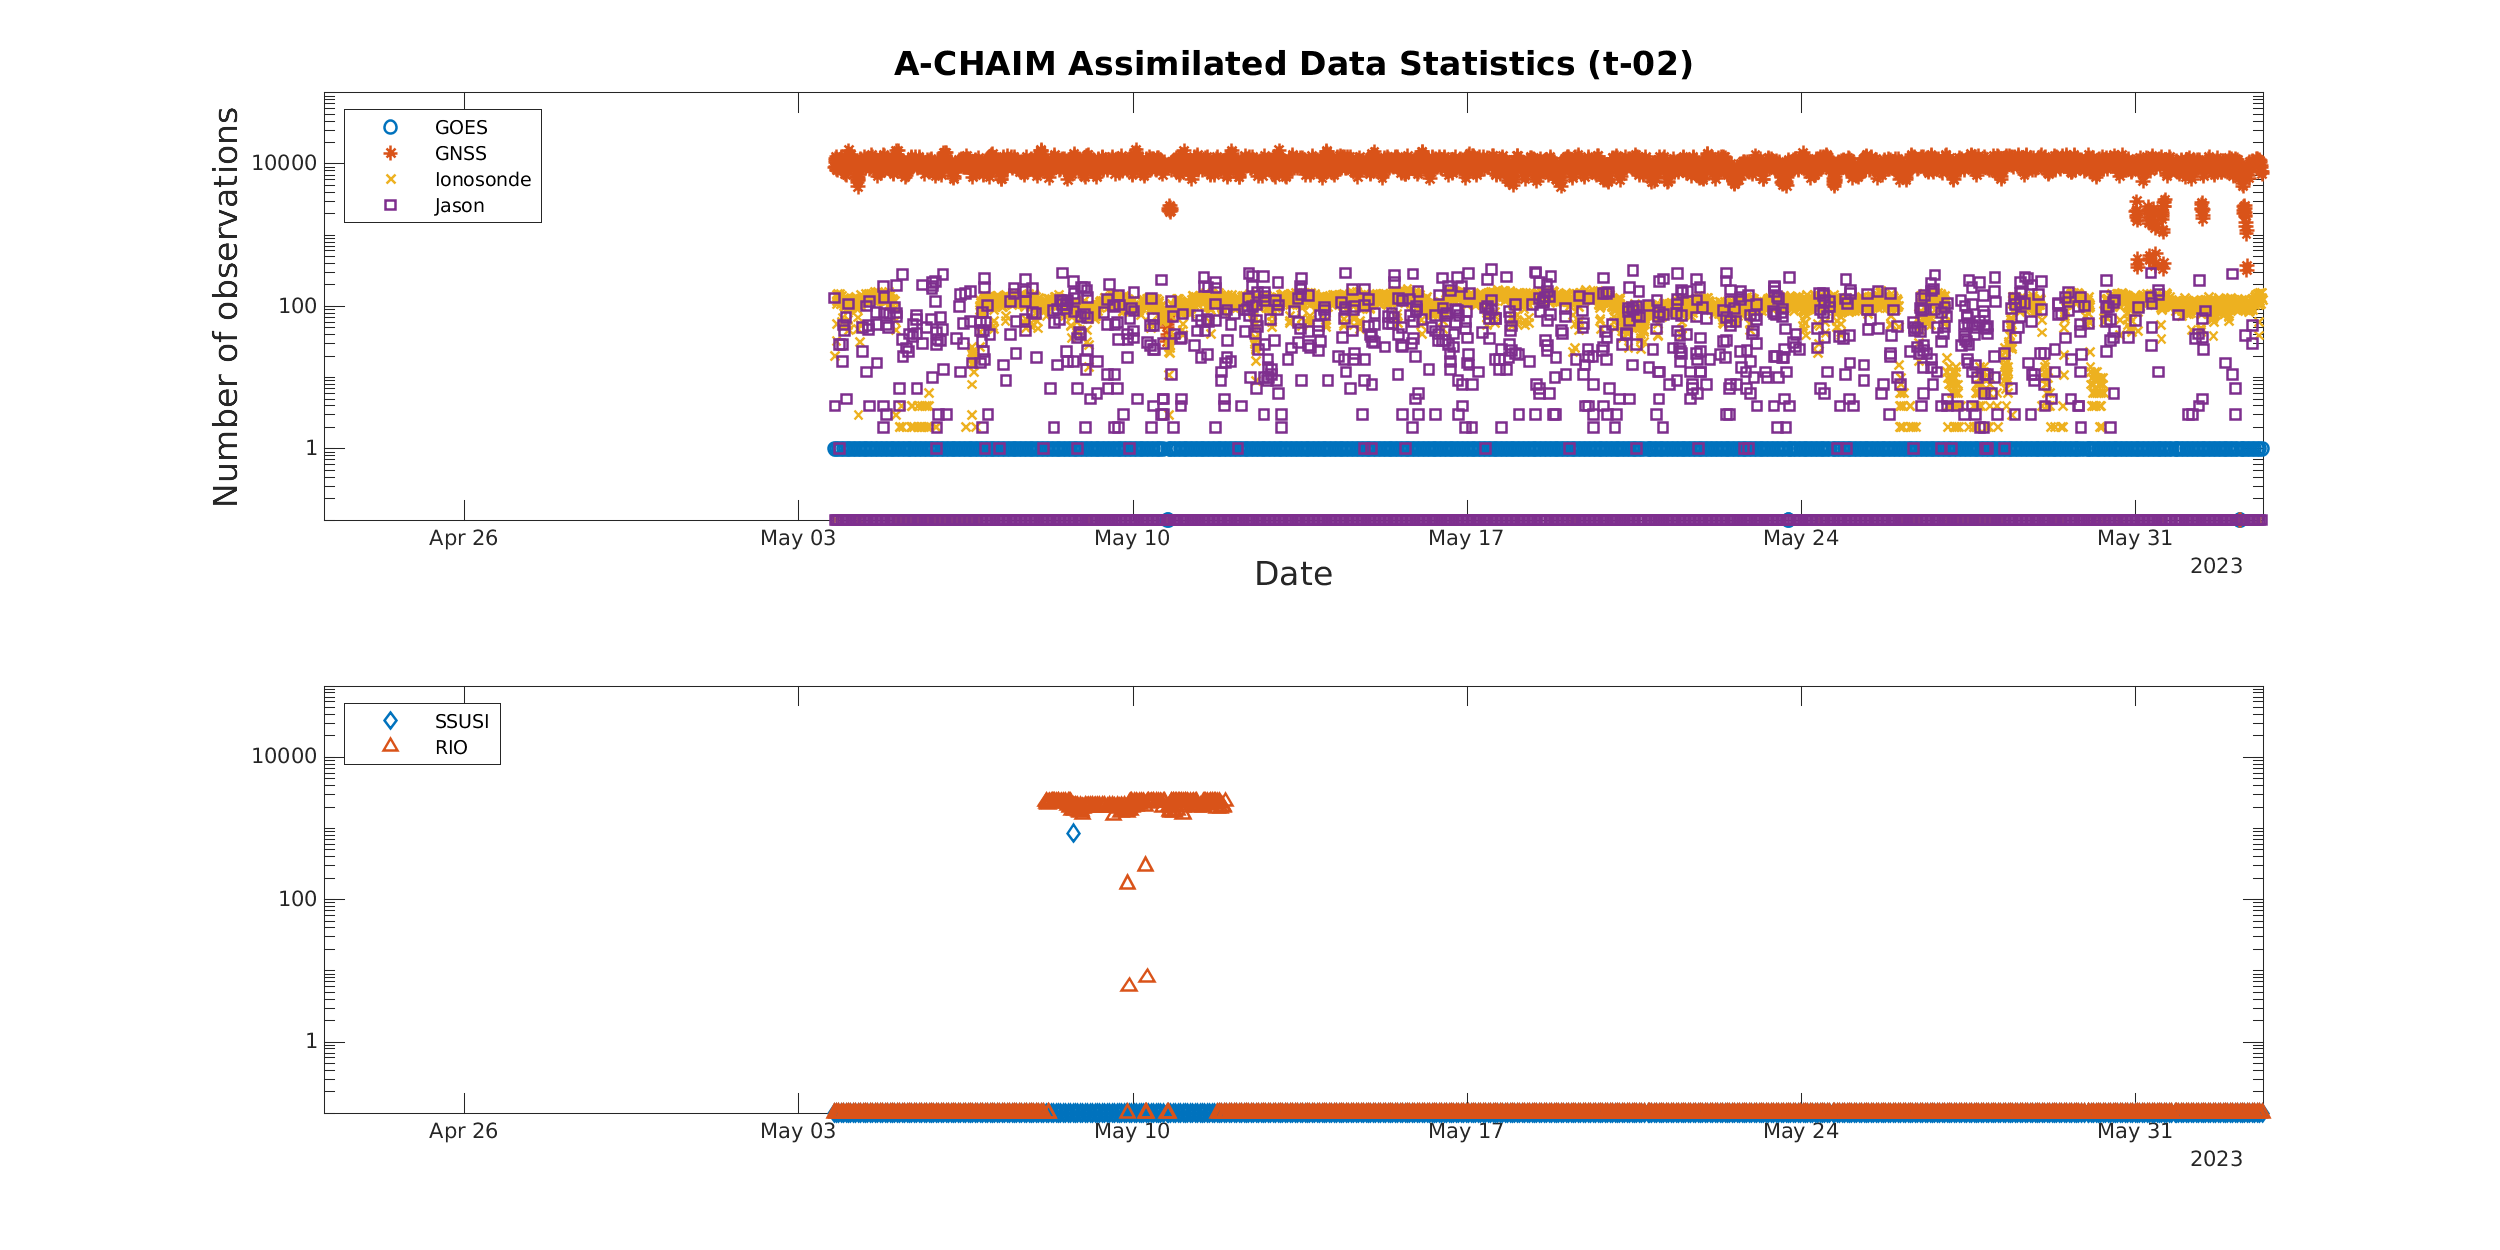 A-CHAIM Assimilated Data Statistics (t-02)
Number of observations
10000
100
1
GOES
GNSS
Ionosonde
Jason
Apr 26 May 03 May 10 May 17 May 24 May 31
2023
Date
10000
100
1
SSUSI
RIO
Apr 26 May 03 May 10 May 17 May 24 May 31
2023